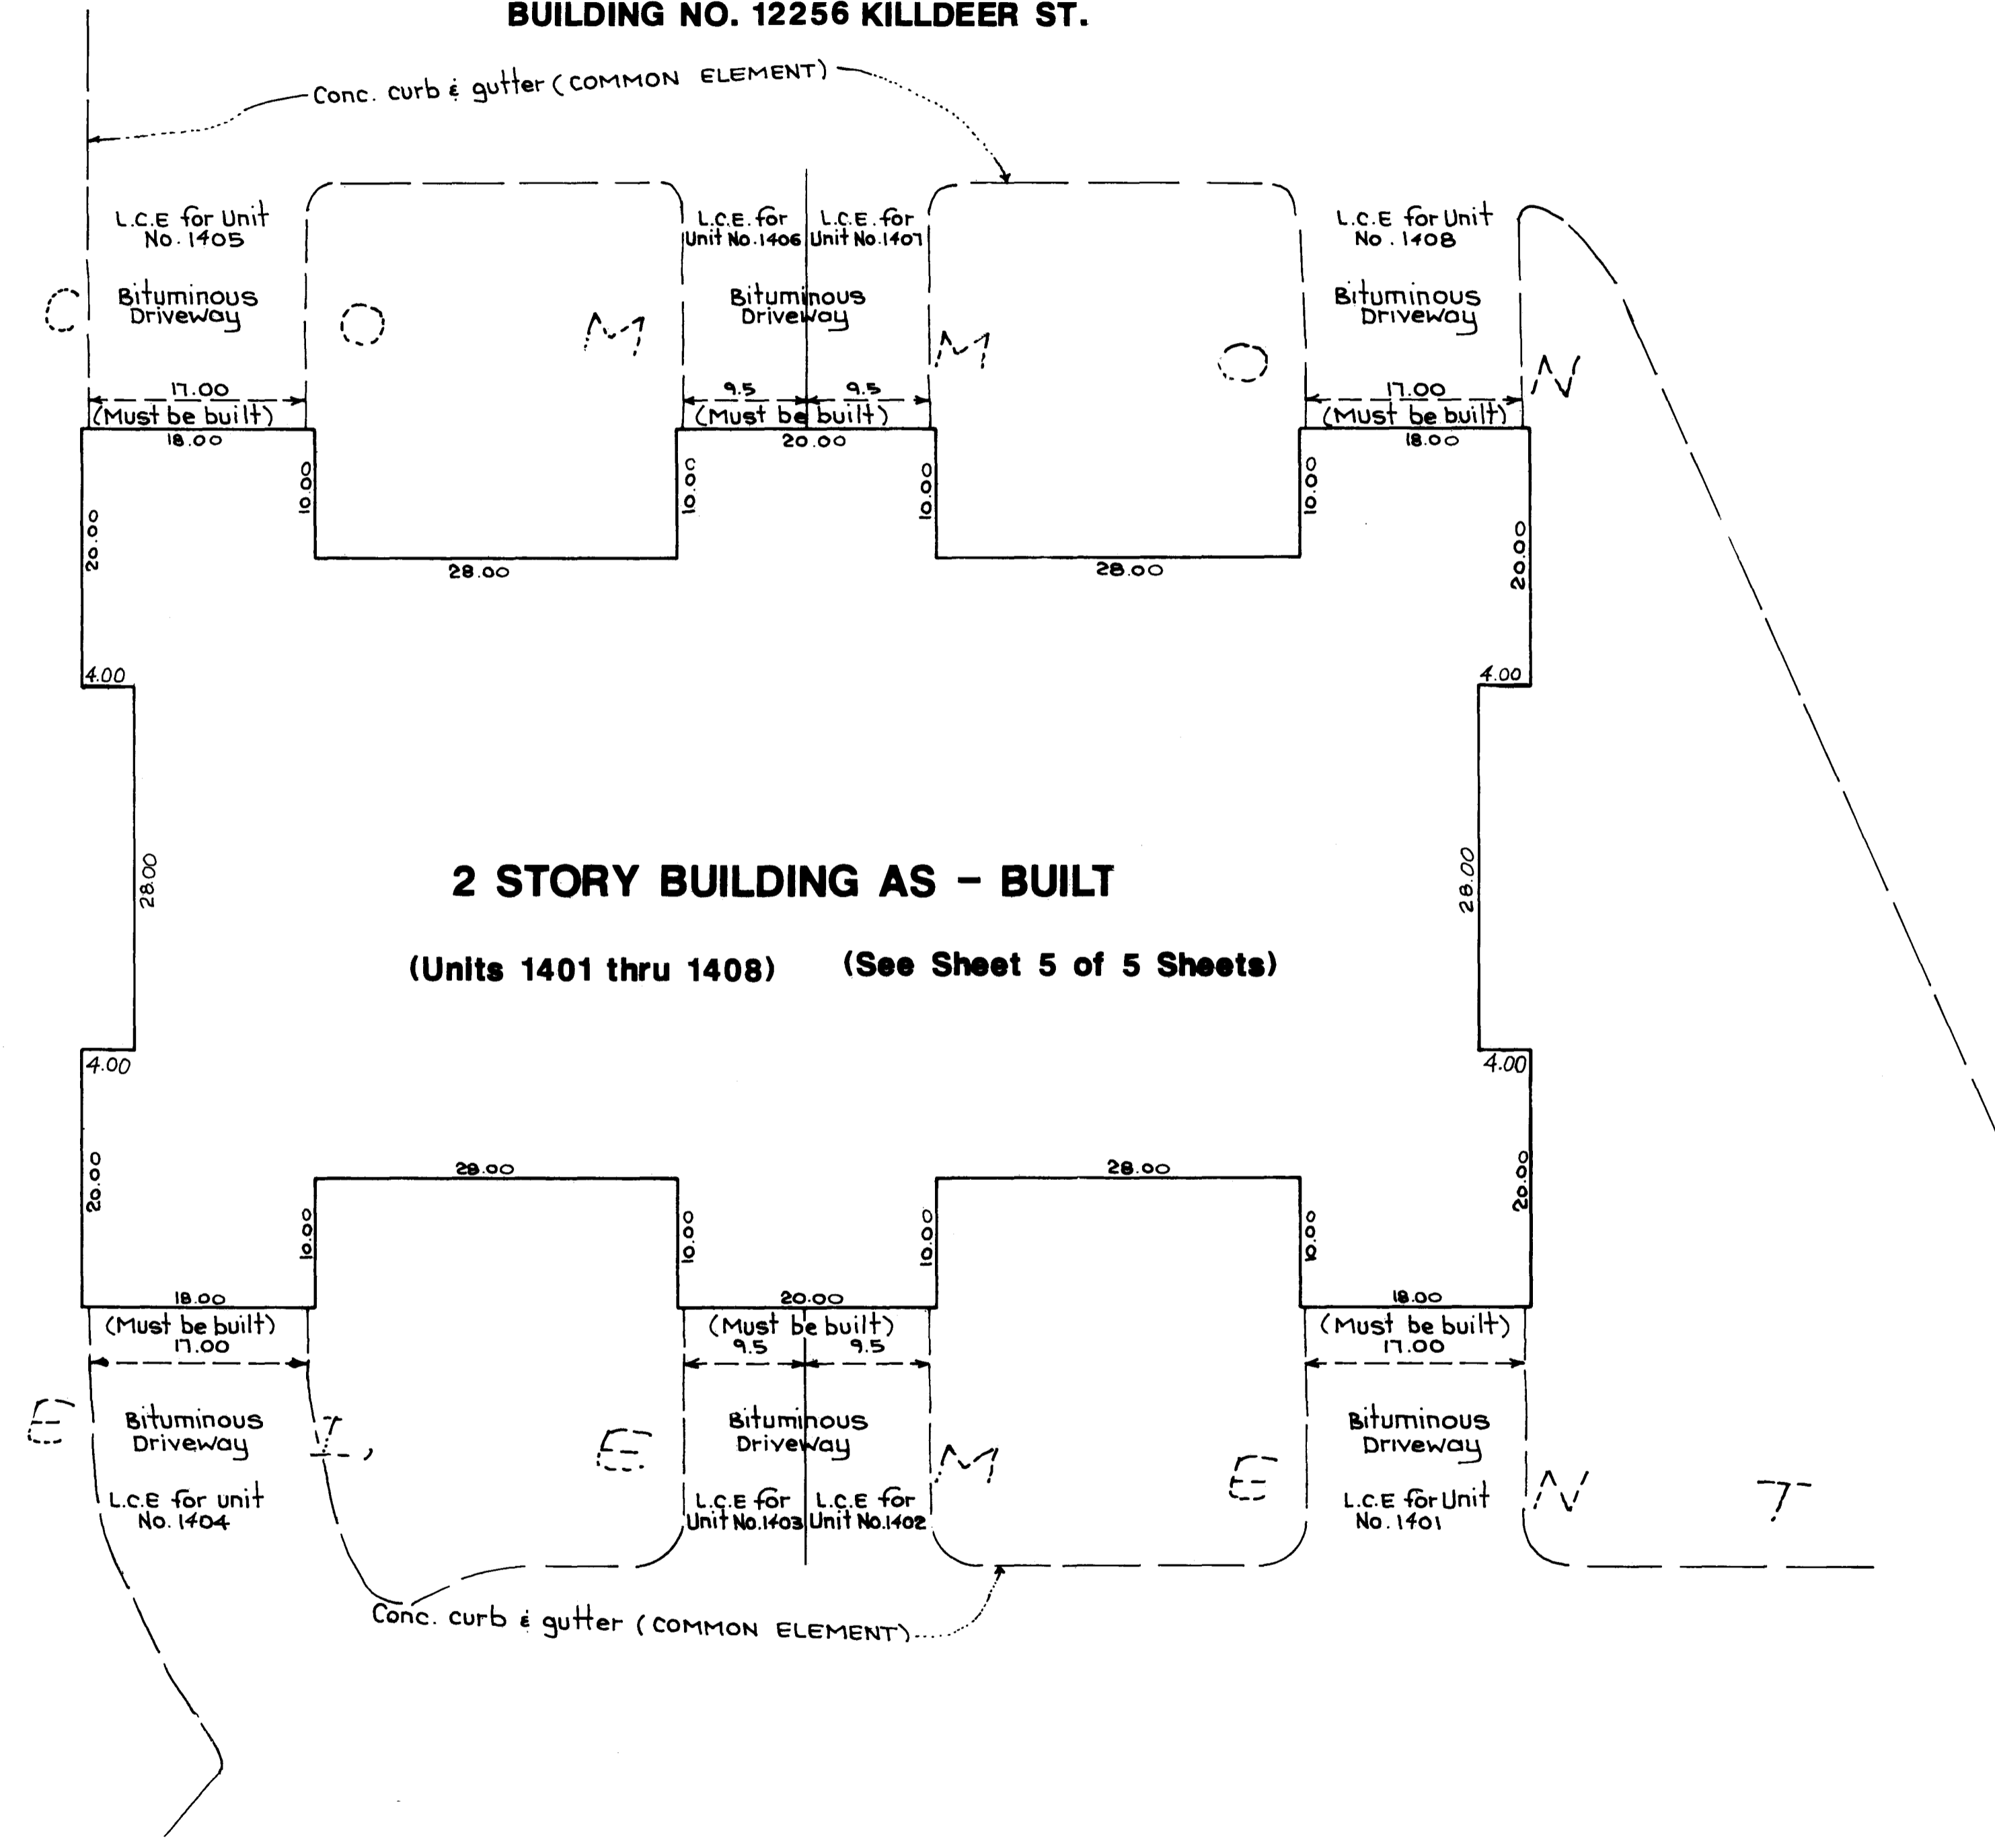 BUILDING NO. 12256 KILLDEER ST.
Conc. curb & gutter (COMMON ELEMENT)
L.C.E for Unit
No. 1405
L.C.E. for
Unit No. 1406
L.C.E. for
Unit No. 1407
L.C.E for Unit
No. 1408
Bituminous
Driveway
Bituminous
Driveway
Bituminous
Driveway
C O M M O N
17.00
(Must be built)
18.00
9.5 9.5
(Must be built)
20.00
17.00
(Must be built)
18.00
20.00
10.00
10.00
10.00
10.00
20.00
28.00
28.00
4.00
4.00
28.00
28.00
2 STORY BUILDING AS - BUILT
(Units 1401 thru 1408) (See Sheet 5 of 5 Sheets)
4.00
4.00
28.00
28.00
20.00
10.00
10.00
10.00
10.00
20.00
18.00
(Must be built)
17.00
20.00
(Must be built)
9.5 9.5
18.00
(Must be built)
17.00
E L E M E N T
Bituminous
Driveway
Bituminous
Driveway
Bituminous
Driveway
L.C.E for unit
No. 1404
L.C.E for
Unit No. 1403
L.C.E for
Unit No. 1402
L.C.E for Unit
No. 1401
Conc. curb & gutter (COMMON ELEMENT)